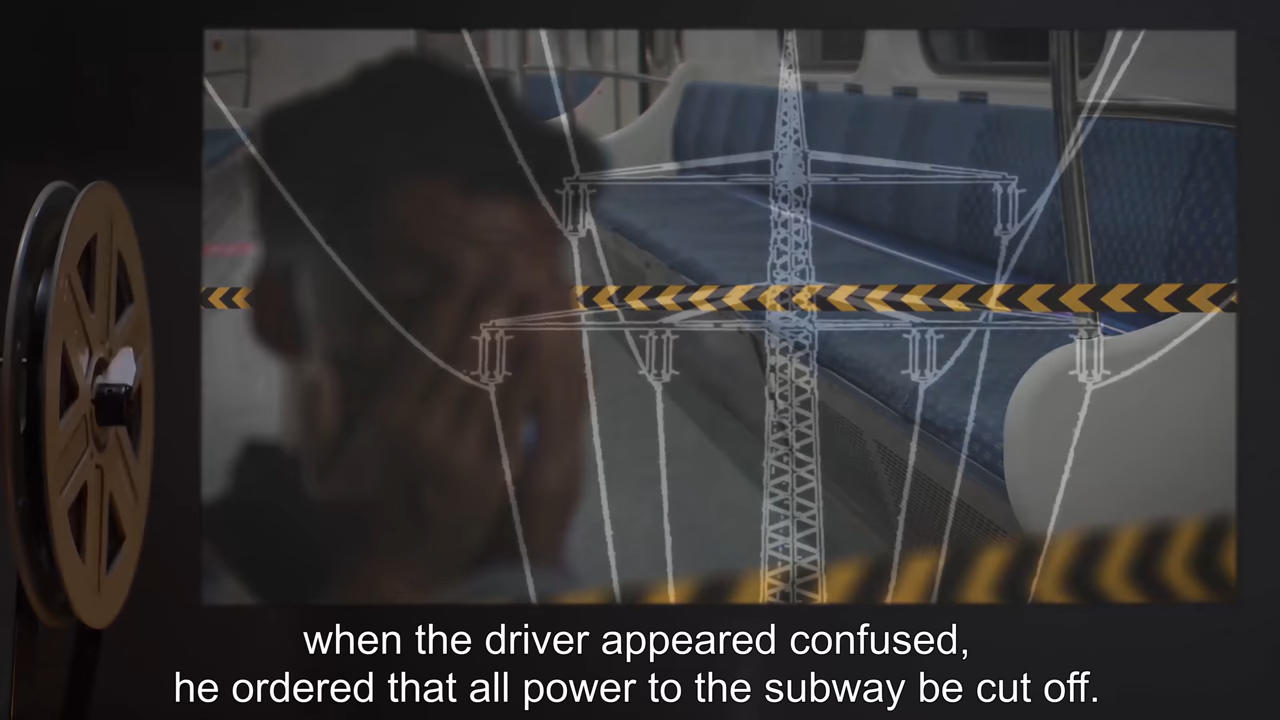 when the driver appeared confused,
he ordered that all power to the subway be cut off.